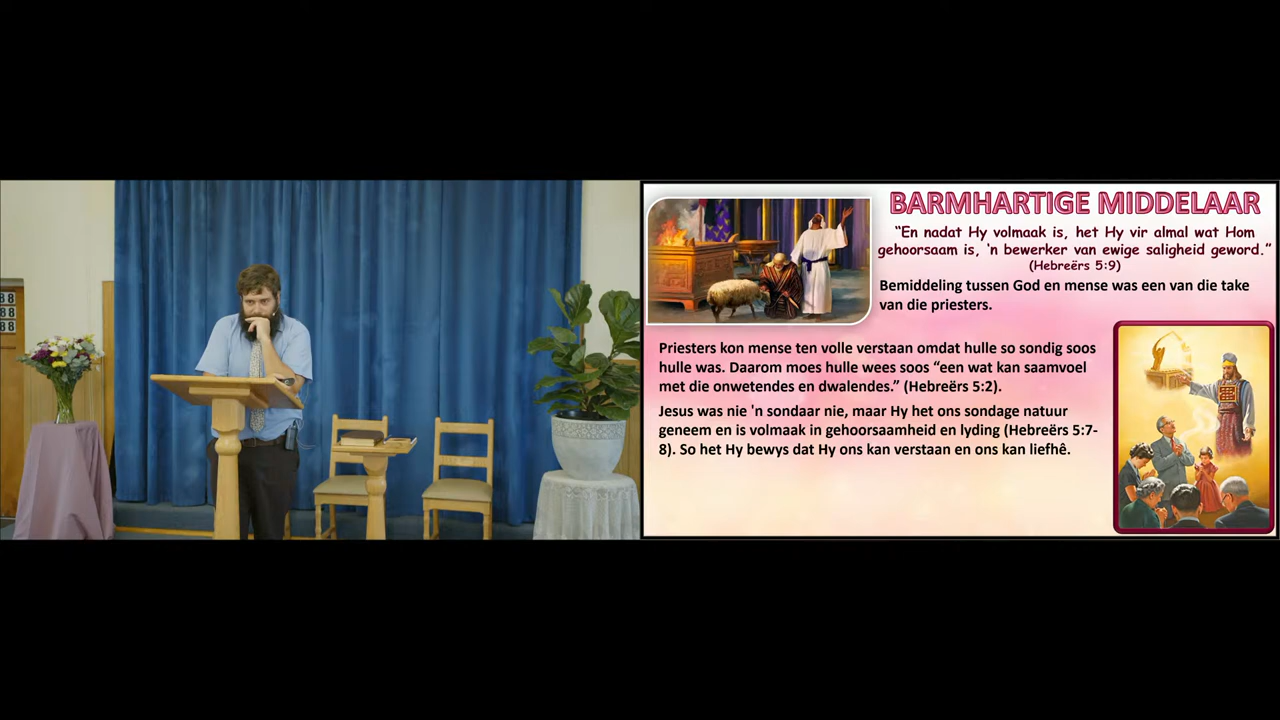 88
88
88
BARMHARTIGE MIDDELAAR
“En nadat Hy volmaak is, het Hy vir almal wat Hom
gehoorsaam is, ‘n bewerker van ewige saligheid geword.”
(Hebreërs 5:9)
Bemiddeling tussen God en mense was een van die take
van die priesters.
Priesters kon mense ten volle verstaan omdat hulle so sondig soos
hulle was. Daarom moes hulle wees soos “een wat kan saamvoel
met die onwetendes en dwalendes.” (Hebreërs 5:2).
Jesus was nie 'n sondaar nie, maar Hy het ons sondage natuur
geneem en is volmaak in gehoorsaamheid en lyding (Hebreërs 5:7-
8). So het Hy bewys dat Hy ons kan verstaan en ons kan liefhê.